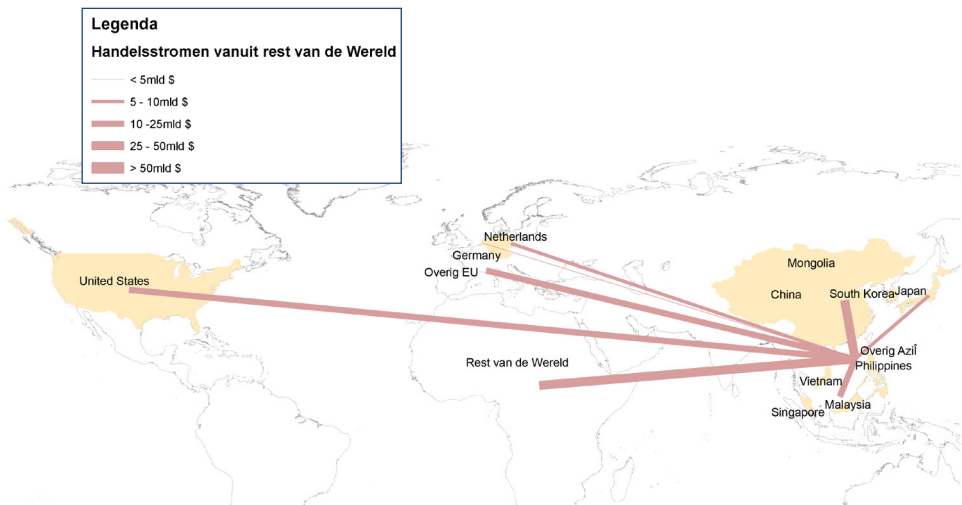 Legenda
Handelsstromen vanuit rest van de Wereld
< 5mld $
5 - 10mld $
10 -25mld $
25 - 50mld $
> 50mld $
Netherlands
Germany
Overig EU
Mongolia
United States
China
South Korea
Japan
Rest van de Wereld
Overig AziÎ
Philippines
Vietnam
Malaysia
Singapore